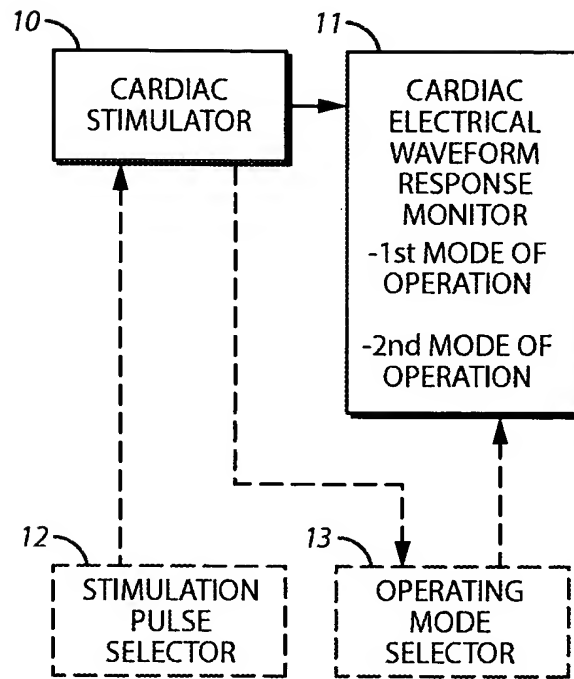 10
CARDIAC
STIMULATOR
11
CARDIAC
ELECTRICAL
WAVEFORM
RESPONSE
MONITOR
-1st MODE OF
OPERATION
-2nd MODE OF
OPERATION
12
STIMULATION
PULSE
SELECTOR
13
OPERATING
MODE
SELECTOR